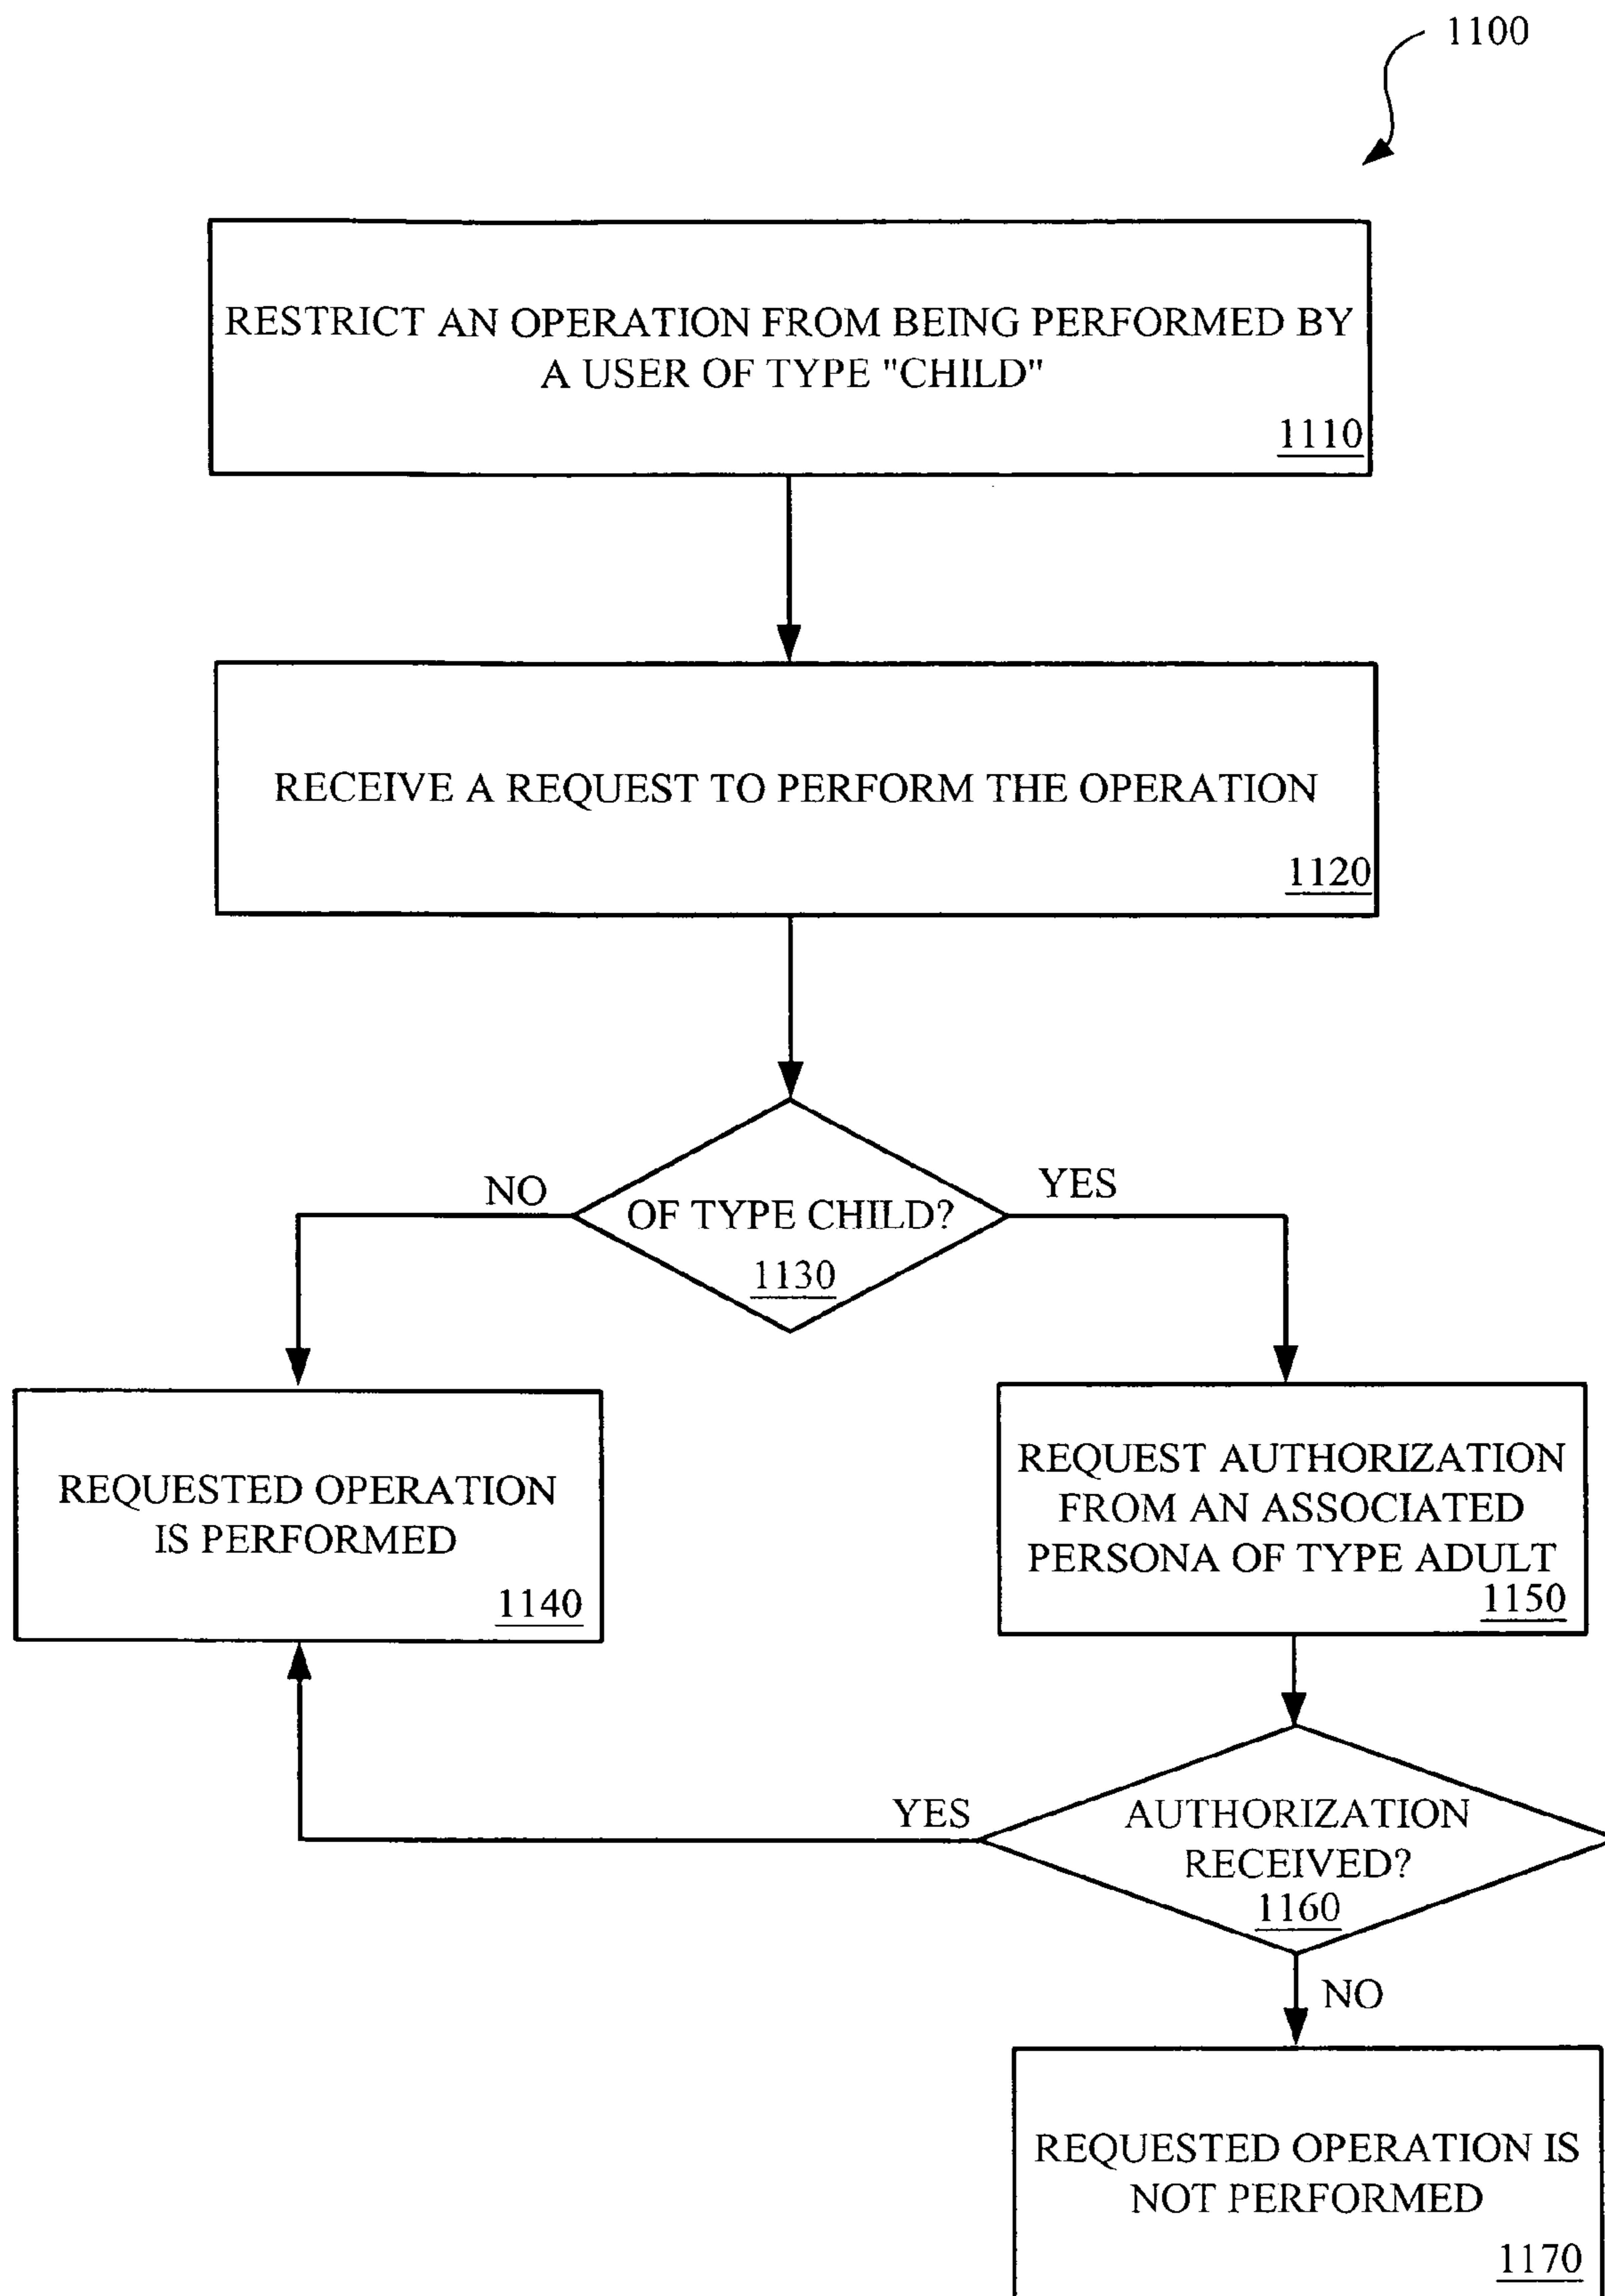 1100
RESTRICT AN OPERATION FROM BEING PERFORMED BY
A USER OF TYPE "CHILD"
1110
RECEIVE A REQUEST TO PERFORM THE OPERATION
1120
NO
YES
OF TYPE CHILD?
1130
REQUESTED OPERATION
IS PERFORMED
1140
REQUEST AUTHORIZATION
FROM AN ASSOCIATED
PERSONA OF TYPE ADULT
1150
YES
AUTHORIZATION
RECEIVED?
1160
NO
REQUESTED OPERATION IS
NOT PERFORMED
1170